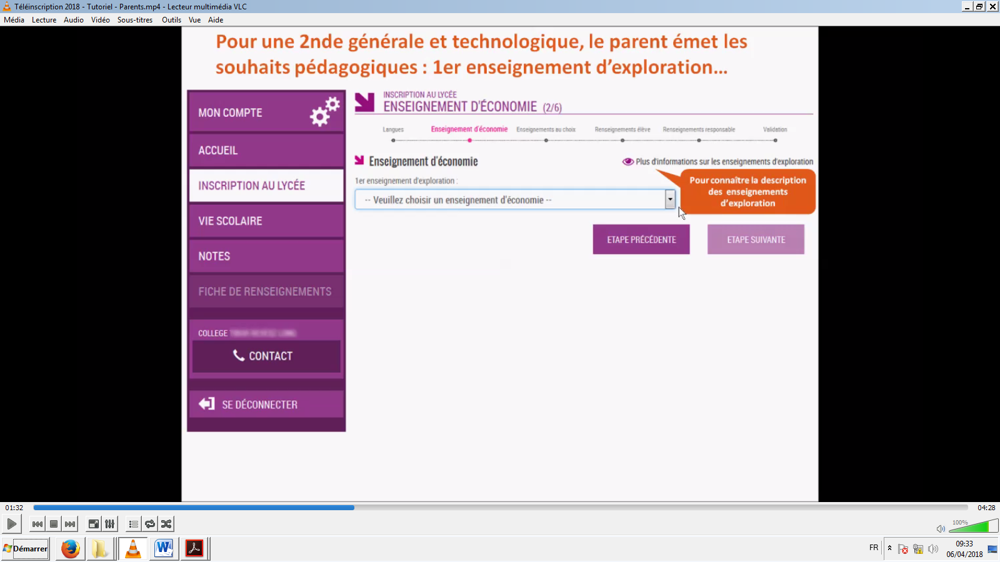 Téléinscription 2018 - Tutoriel - Parents.mp4 - Lecteur multimédia VLC
Média Lecture Audio Vidéo Sous-titres Outils Vue Aide
Pour une 2nde générale et technologique, le parent émet les
souhaits pédagogiques : 1er enseignement d'exploration...
MON COMPTE
ACCUEIL
INSCRIPTION AU LYCÉE
VIE SCOLAIRE
NOTES
FICHE DE RENSEIGNEMENTS
COLLEGE
CONTACT
SE DÉCONNECTER
INSCRIPTION AU LYCÉE
ENSEIGNEMENT D'ÉCONOMIE (2/6)
Langues Enseignement d'économie Enseignements au choix Renseignements élève Renseignements responsable Validation
Enseignement d'économie
Plus d'informations sur les enseignements d'exploration
1er enseignement d'exploration :
-- Veuillez choisir un enseignement d'économie --
Pour connaître la description
des enseignements
d'exploration
ETAPE PRÉCÉDENTE ETAPE SUIVANTE
01:32 04:28
100%
Démarrer
FR
09:33
06/04/2018